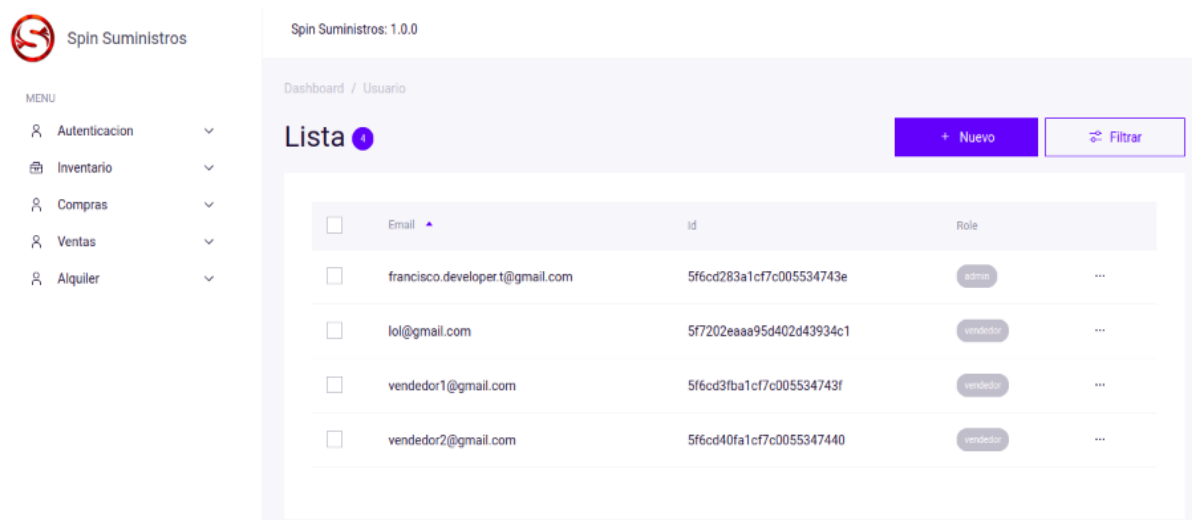 Spin Suministros
Spin Suministros: 1.0.0
MENU
Autenticacion
Inventario
Compras
Ventas
Alquiler
Dashboard / Usuario
Lista 4
+ Nuevo
Filtrar
Email Id Role
francisco.developer.t@gmail.com 5f6cd283a1cf7c005534743e admin ...
lol@gmail.com 5f7202eaaa95d402d43934c1 vendedor ...
vendedor1@gmail.com 5f6cd3fba1cf7c005534743f vendedor ...
vendedor2@gmail.com 5f6cd40fa1cf7c0055347440 vendedor ...